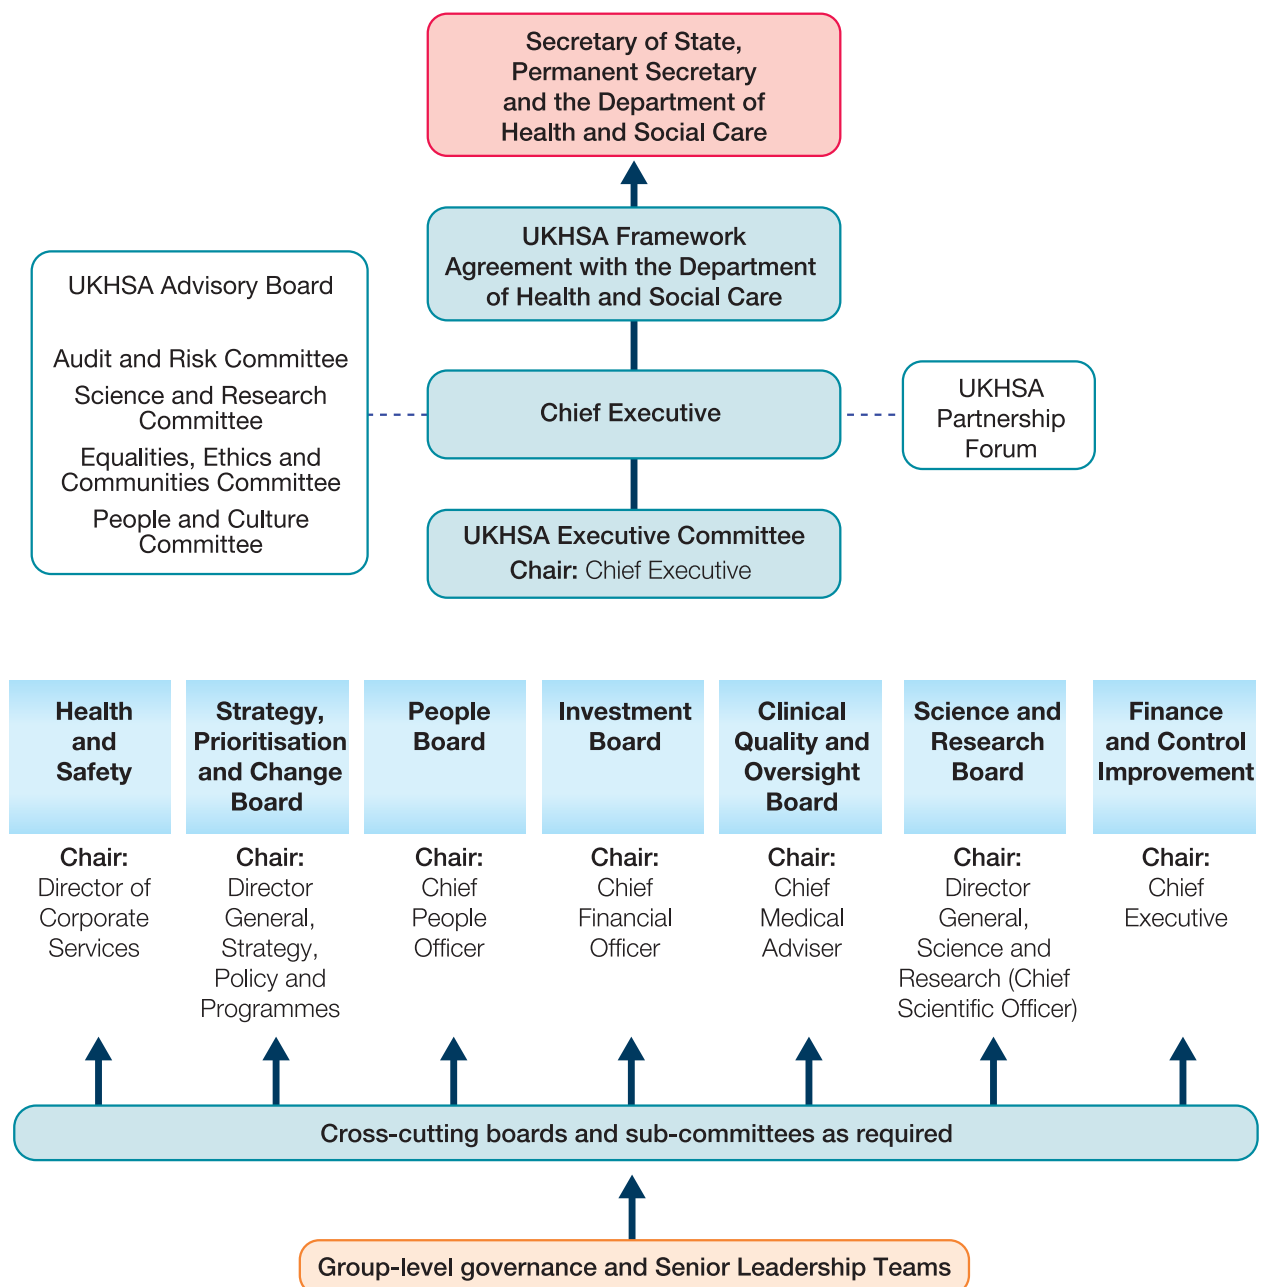 Secretary of State,
Permanent Secretary
and the Department of
Health and Social Care
UKHSA Framework
Agreement with the Department
of Health and Social Care
UKHSA Advisory Board
Audit and Risk Committee
Science and Research
Committee
Equalities, Ethics and
Communities Committee
People and Culture
Committee
Chief Executive
UKHSA
Partnership
Forum
UKHSA Executive Committee
Chair: Chief Executive
Health
and
Safety
Chair:
Director of
Corporate
Services
Strategy,
Prioritisation
and Change
Board
Chair:
Director
General,
Strategy,
Policy and
Programmes
People
Board
Chair:
Chief
People
Officer
Investment
Board
Chair:
Chief
Financial
Officer
Clinical
Quality and
Oversight
Board
Chair:
Chief
Medical
Adviser
Science and
Research
Board
Chair:
Director
General,
Science and
Research (Chief
Scientific Officer)
Finance
and Control
Improvement
Chair:
Chief
Executive
Cross-cutting boards and sub-committees as required
Group-level governance and Senior Leadership Teams